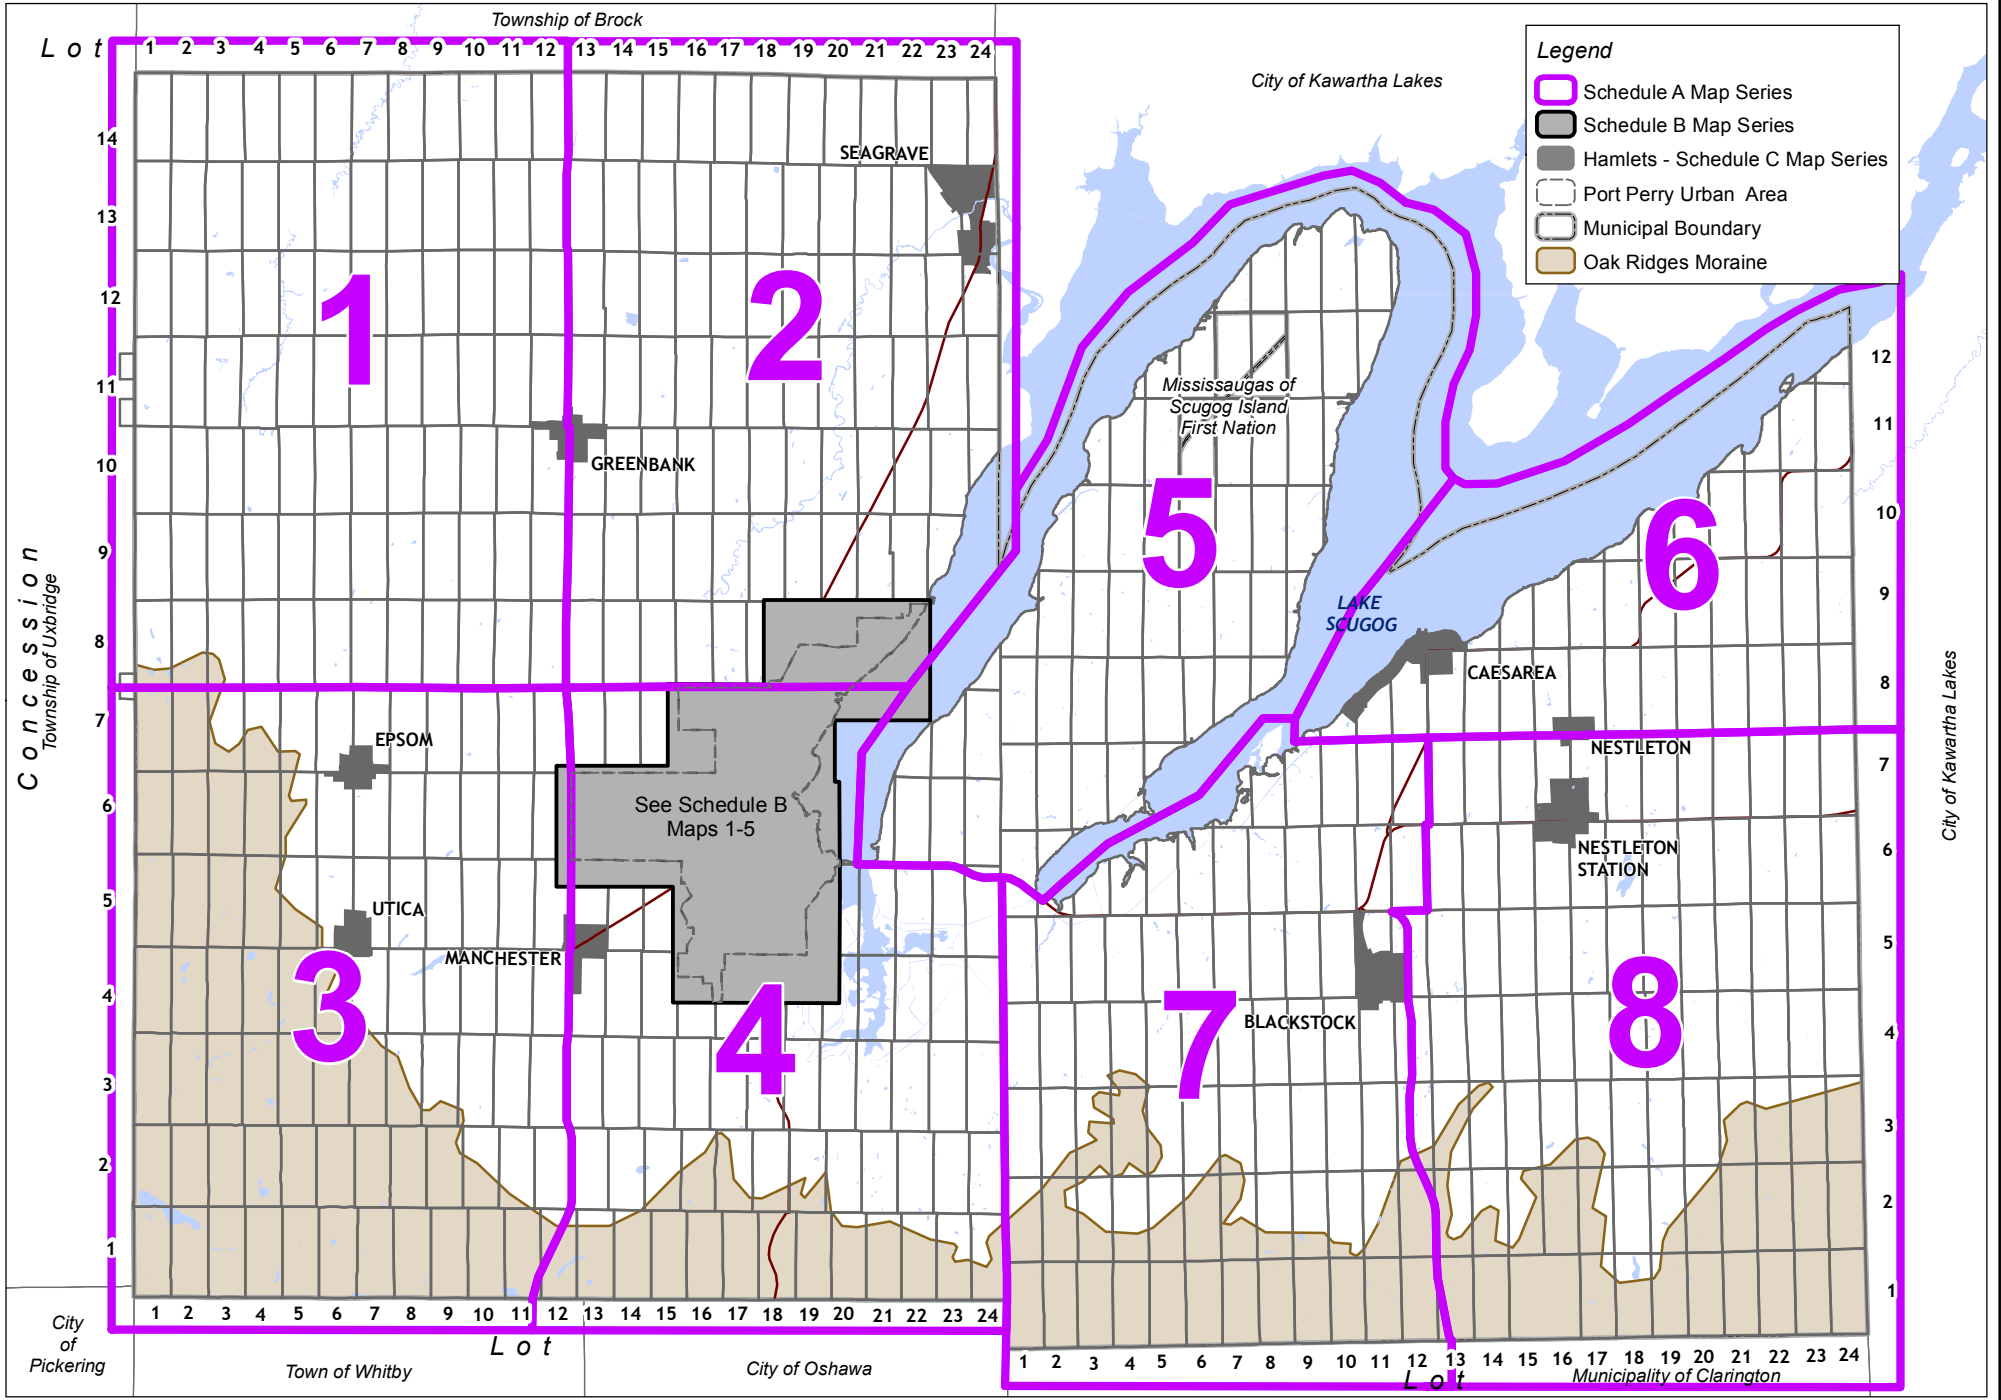 Township of Brock
Lot
1 2 3 4 5 6 7 8 9 10 11 12 13 14 15 16 17 18 19 20 21 22 23 24
City of Kawartha Lakes
Legend
Schedule A Map Series
Schedule B Map Series
Hamlets - Schedule C Map Series
Port Perry Urban Area
Municipal Boundary
Oak Ridges Moraine
14
13
12
11
10
9
8
7
6
5
4
3
2
1
Concession
Township of Uxbridge
SEAGRAVE
1
2
GREENBANK
Mississaugas of
Scugog Island
First Nation
5
6
LAKE
SCUGOG
CAESAREA
NESTLETON
NESTLETON
STATION
EPSOM
See Schedule B
Maps 1-5
UTICA
MANCHESTER
3
4
BLACKSTOCK
7
8
12
11
10
9
8
7
6
5
4
3
2
1
City of Kawartha Lakes
1 2 3 4 5 6 7 8 9 10 11 12 13 14 15 16 17 18 19 20 21 22 23 24
Lot
City
of
Pickering
Town of Whitby
City of Oshawa
1 2 3 4 5 6 7 8 9 10 11 12 13 14 15 16 17 18 19 20 21 22 23 24
Lot
Municipality of Clarington